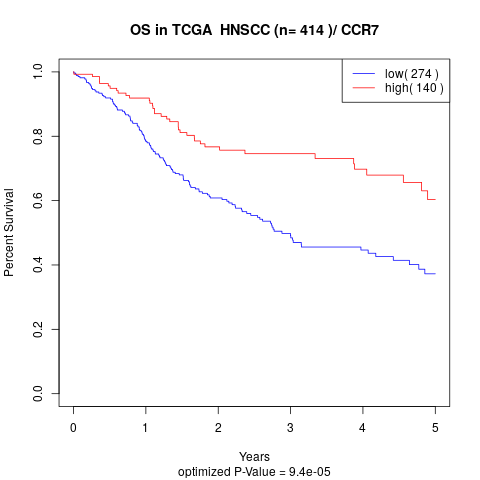 OS in TCGA  HNSCC (n= 414 )/ CCR7
low( 274 )
high( 140 )
Percent Survival
1.0
0.8
0.6
0.4
0.2
0.0
0 1 2 3 4 5
Years
optimized P-Value = 9.4e-05